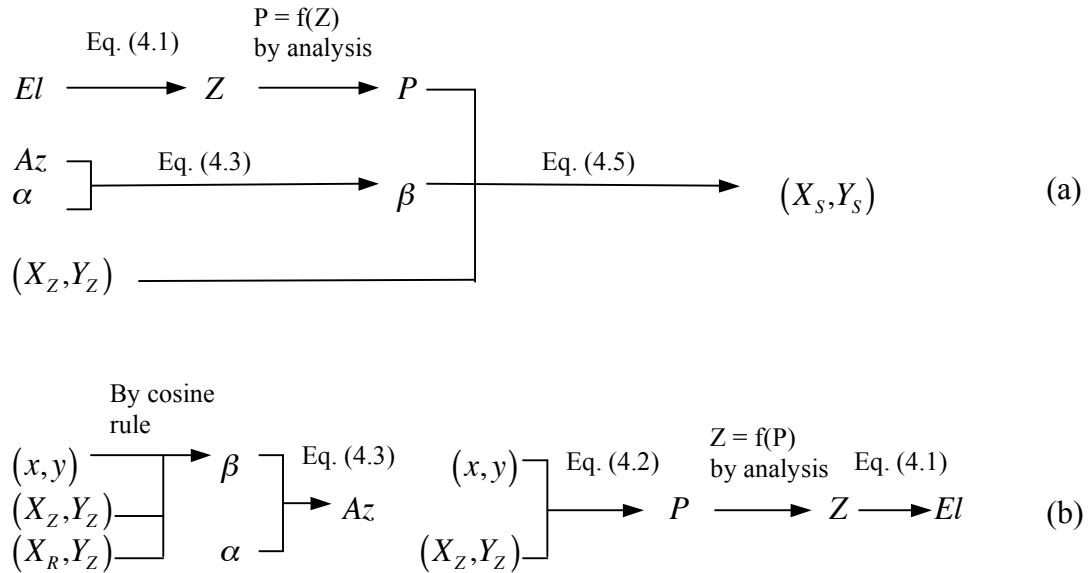 Eq. (4.1)
P = f(Z)
by analysis
El Z P
Az
α
Eq. (4.3)
β
Eq. (4.5)
(X_S,Y_S)
(a)
(X_Z,Y_Z)
By cosine
rule
(x,y)
(X_Z,Y_Z)
(X_R,Y_Z)
β
α
Eq. (4.3)
Az
(x,y)
(X_Z,Y_Z)
Eq. (4.2)
P
Z = f(P)
by analysis
Z
Eq. (4.1)
El
(b)